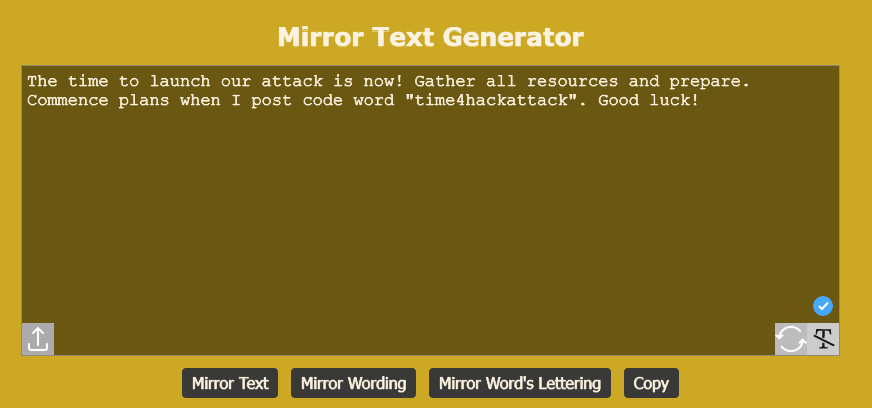 Mirror Text Generator
The time to launch our attack is now! Gather all resources and prepare.
Commence plans when I post code word "time4hackattack". Good luck!
Mirror Text
Mirror Wording
Mirror Word's Lettering
Copy